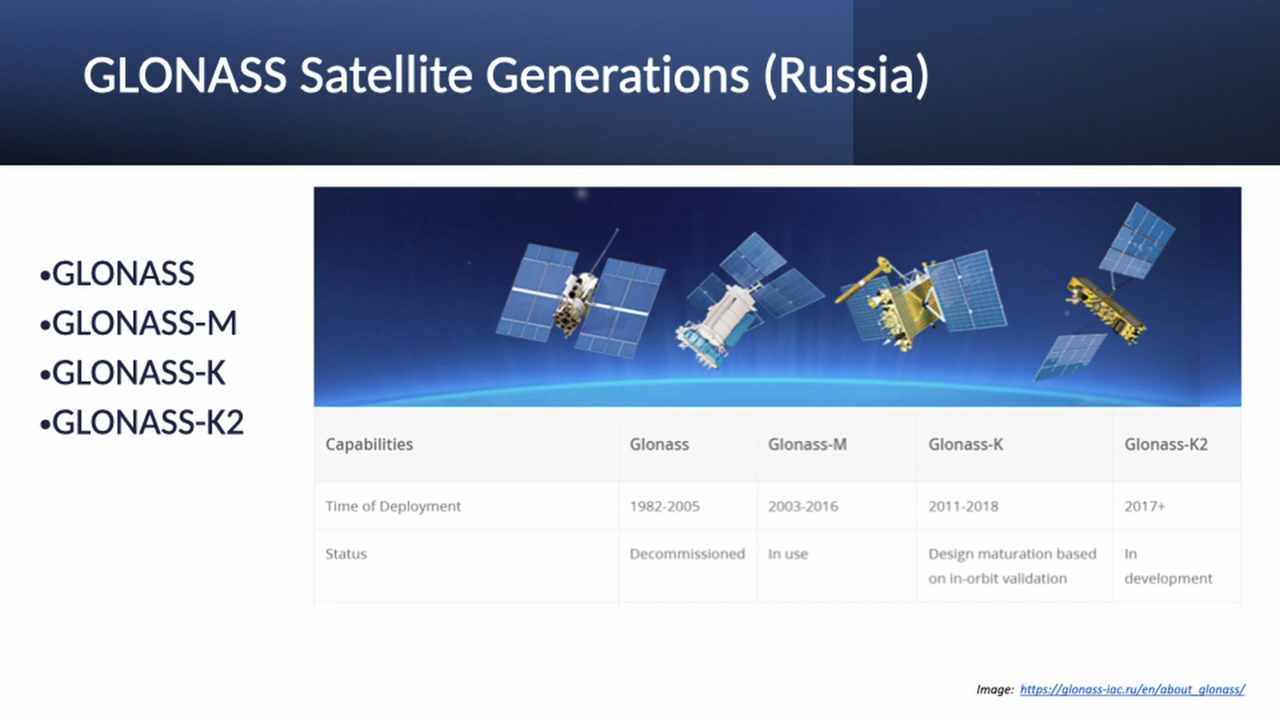 GLONASS Satellite Generations (Russia)
•GLONASS
•GLONASS-M
•GLONASS-K
•GLONASS-K2
Capabilities Glonass Glonass-M Glonass-K Glonass-K2
Time of Deployment 1982-2005 2003-2016 2011-2018 2017+
Status Decommissioned In use Design maturation based In
on in-orbit validation development
Image: https://glonass-iac.ru/en/about_glonass/